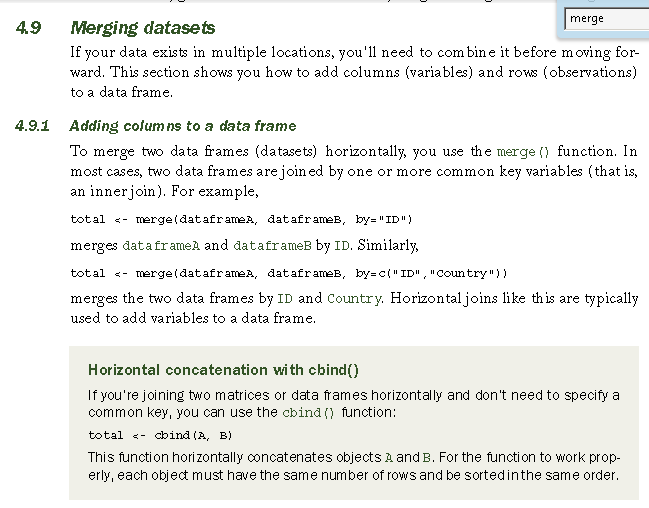 merge
4.9 Merging datasets
If your data exists in multiple locations, you'll need to combine it before moving for-
ward. This section shows you how to add columns (variables) and rows (observations)
to a data frame.
4.9.1 Adding columns to a data frame
To merge two data frames (datasets) horizontally, you use the merge() function. In
most cases, two data frames are joined by one or more common key variables (that is,
an inner join). For example,
total <- merge(dataframeA, dataframeB, by="ID")
merges dataframeA and dataframeB by ID. Similarly,
total <- merge(dataframeA, dataframeB, by=c("ID","Country"))
merges the two data frames by ID and Country. Horizontal joins like this are typically
used to add variables to a data frame.
Horizontal concatenation with cbind()
If you're joining two matrices or data frames horizontally and don't need to specify a
common key, you can use the cbind() function:
total <- cbind(A, B)
This function horizontally concatenates objects A and B. For the function to work prop-
erly, each object must have the same number of rows and be sorted in the same order.